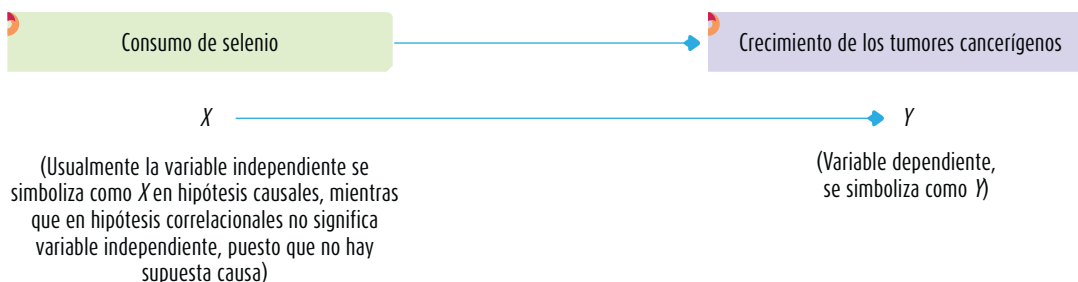 Consumo de selenio
Crecimiento de los tumores cancerígenos
X
Y
(Usualmente la variable independiente se
simboliza como X en hipótesis causales, mientras
que en hipótesis correlacionales no significa
variable independiente, puesto que no hay
supuesta causa)
(Variable dependiente,
se simboliza como Y)